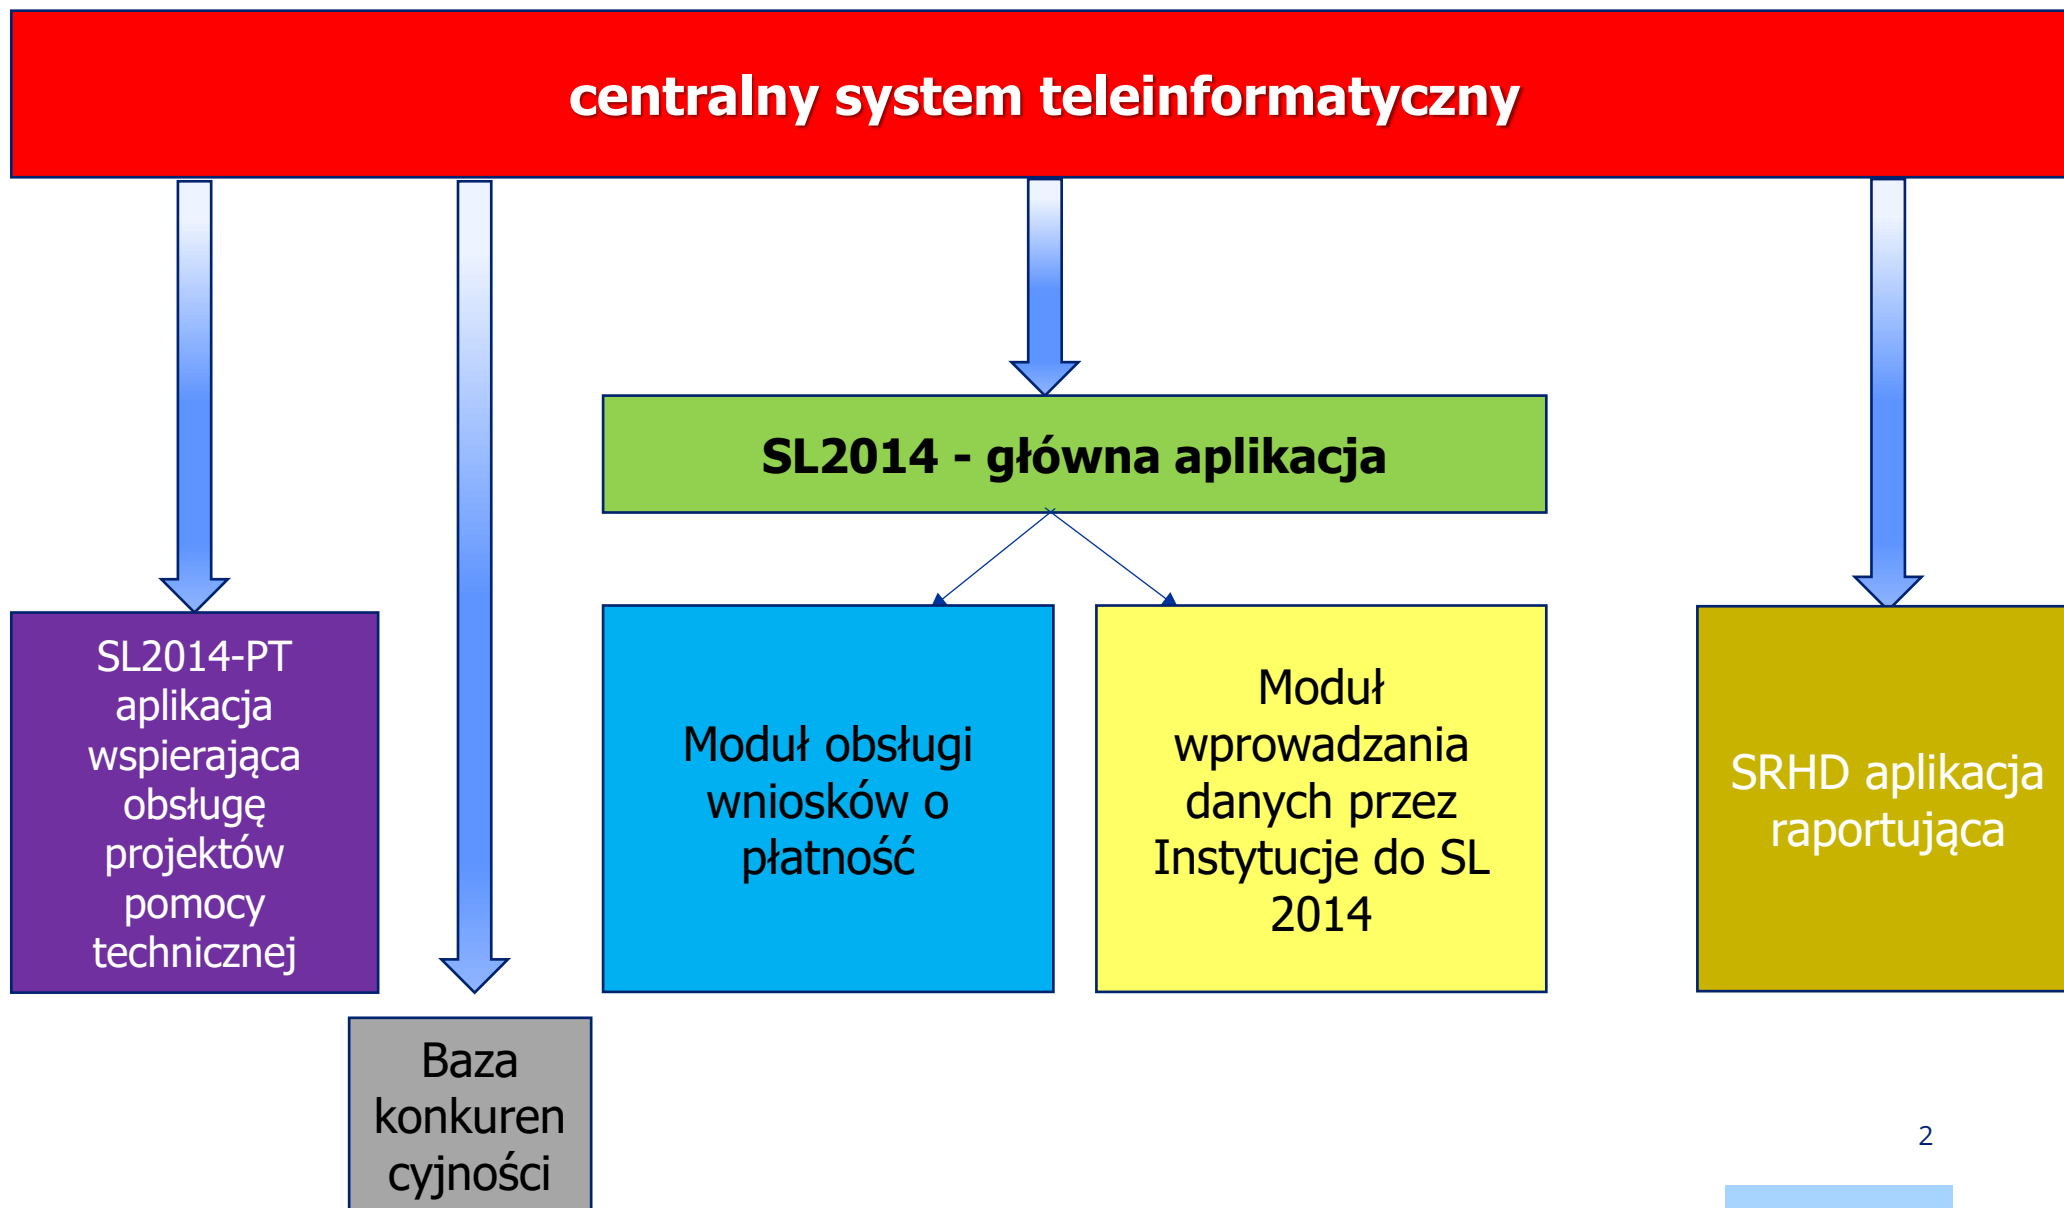 centralny system teleinformatyczny
SL2014 - główna aplikacja
SL2014-PT
aplikacja
wspierająca
obsługę
projektów
pomocy
technicznej
Moduł obsługi
wniosków o
płatność
Moduł
wprowadzania
danych przez
Instytucje do SL
2014
SRHD aplikacja
raportująca
Baza
konkuren
cyjności
2